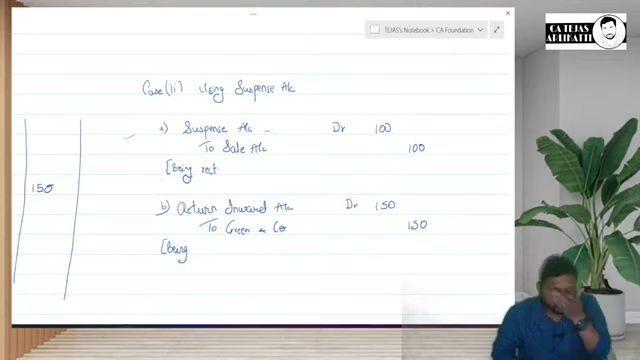 TEJAS's Notebook > CA Foundation
CA TEJAS
ARLIKATTI
Case (ii) Using Suspense A/c
a) Suspense A/c - Dr 100
To Sale A/c 100
[Being rect
150
b) Return Inward A/c Dr 150
To Green & Co 150
[Being